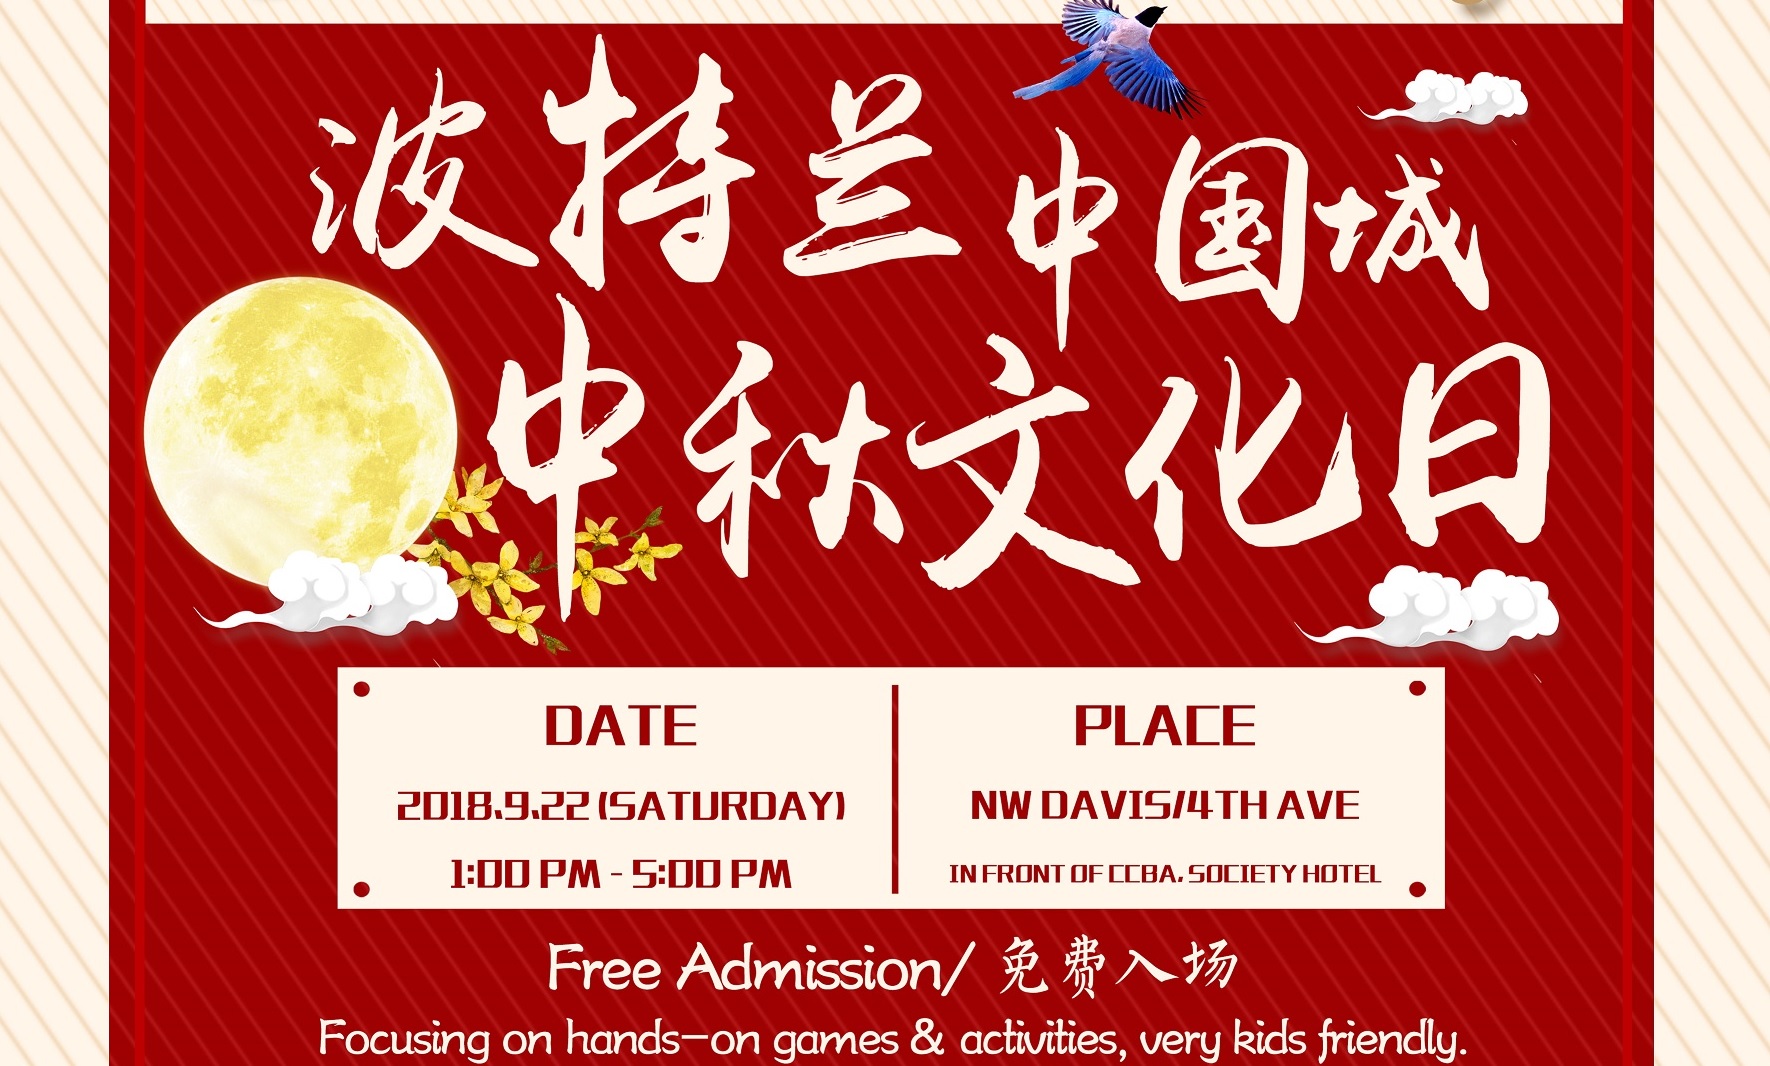 波特兰中国城
中秋文化日
DATE
2018.9.22 (SATURDAY)
1:00 PM - 5:00 PM
PLACE
NW DAVIS/4TH AVE
IN FRONT OF CCBA, SOCIETY HOTEL
Free Admission/ 免费入场
Focusing on hands-on games & activities, very kids friendly.